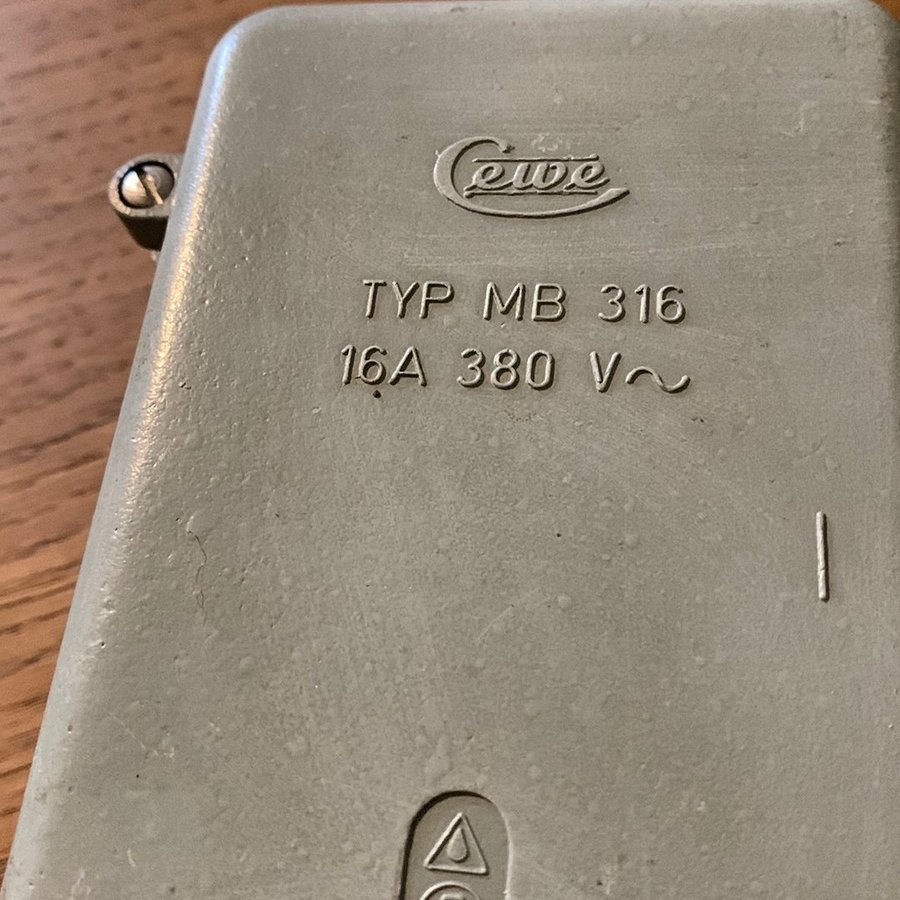 Cewe
TYP MB 316
16A 380 V~
|